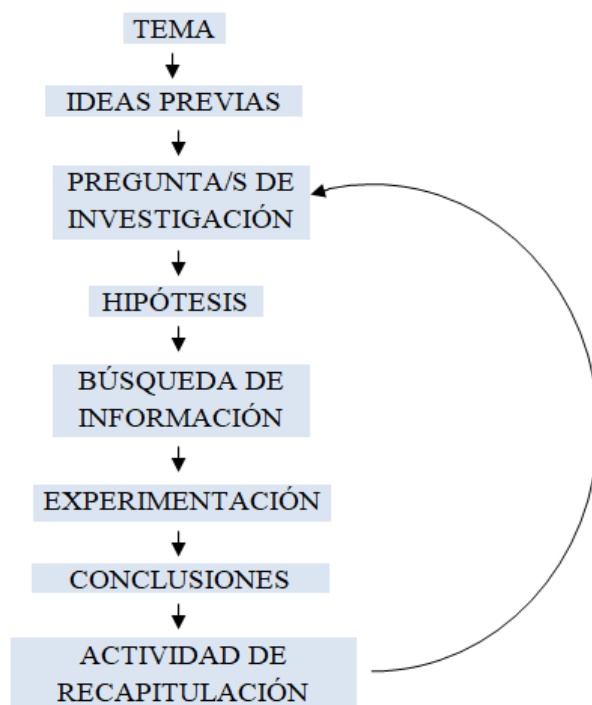 TEMA
IDEAS PREVIAS
PREGUNTA/S DE
INVESTIGACIÓN
HIPÓTESIS
BÚSQUEDA DE
INFORMACIÓN
EXPERIMENTACIÓN
CONCLUSIONES
ACTIVIDAD DE
RECAPITULACIÓN